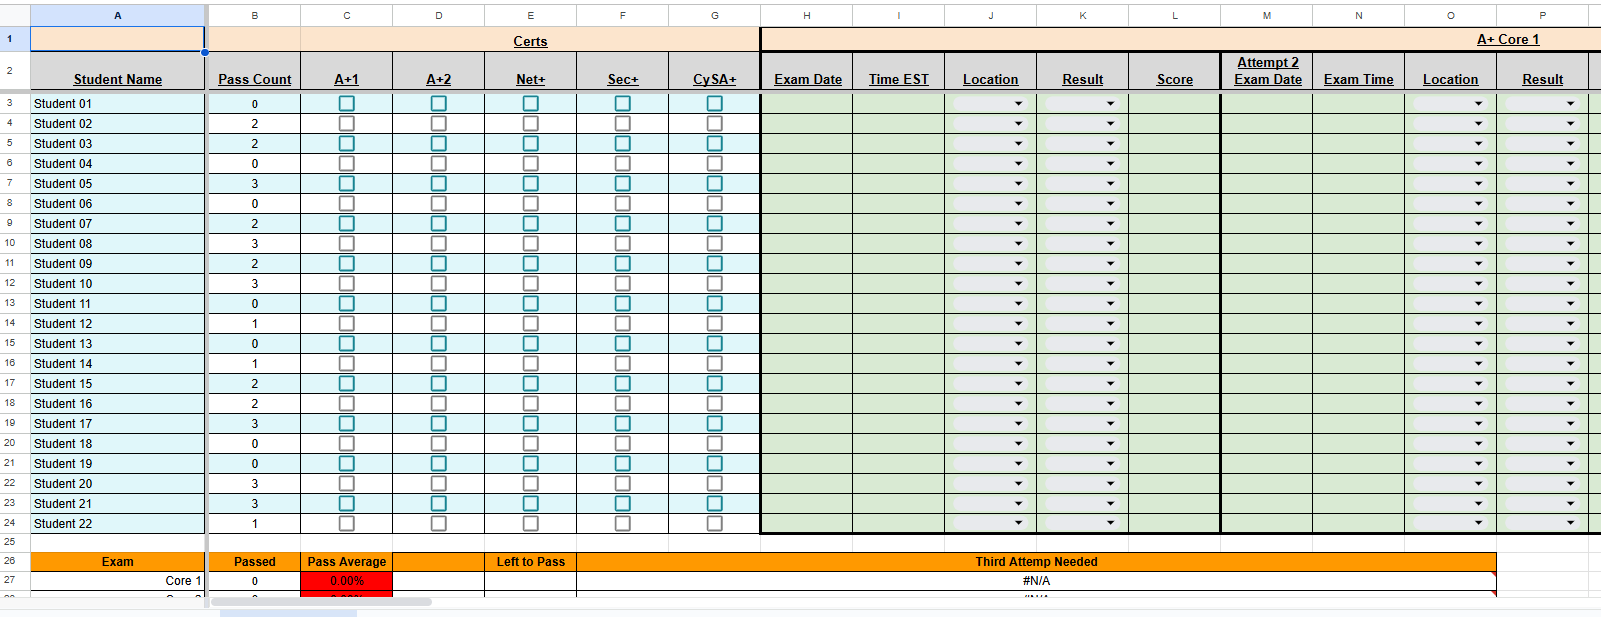 A B C D E F G H I J K L M N O P
1 Certs A+ Core 1
2 Student Name Pass Count A+1 A+2 Net+ Sec+ CySA+ Exam Date Time EST Location Result Score Attempt 2 Exam Date Exam Time Location Result
3 Student 01 0
4 Student 02 2
5 Student 03 2
6 Student 04 0
7 Student 05 3
8 Student 06 0
9 Student 07 2
10 Student 08 3
11 Student 09 2
12 Student 10 3
13 Student 11 0
14 Student 12 1
15 Student 13 0
16 Student 14 1
17 Student 15 2
18 Student 16 2
19 Student 17 3
20 Student 18 0
21 Student 19 0
22 Student 20 3
23 Student 21 3
24 Student 22 1
25
26 Exam Passed Pass Average Left to Pass Third Attemp Needed
27 Core 1 0 0.00% #N/A